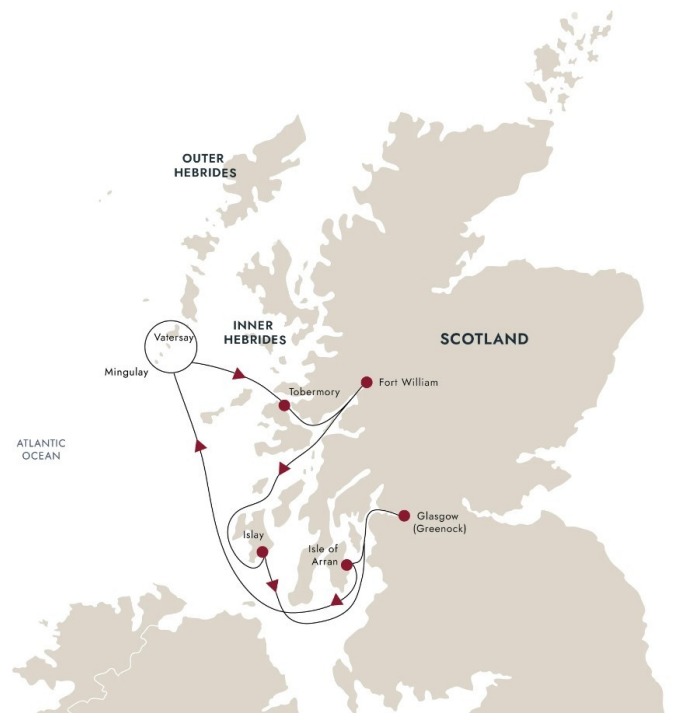 OUTER
HEBRIDES
Vatersay
INNER
HEBRIDES
SCOTLAND
Mingulay
Fort William
Tobermory
ATLANTIC
OCEAN
Glasgow
(Greenock)
Islay
Isle of
Arran